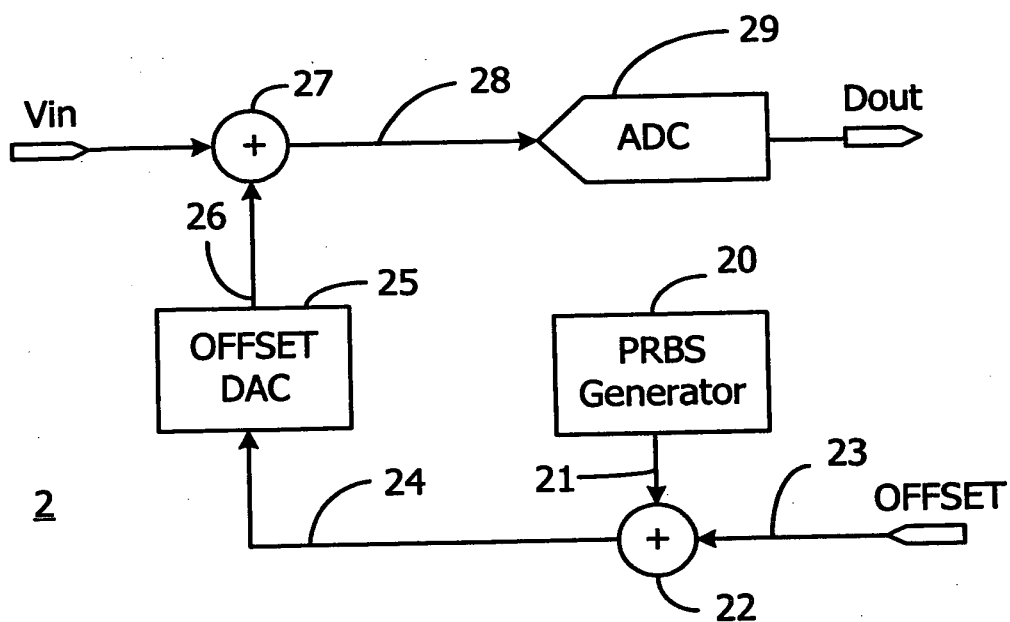 29
27
28
Vin
Dout
+
ADC
26
25
20
OFFSET
DAC
PRBS
Generator
24
21
23
2
OFFSET
+
22